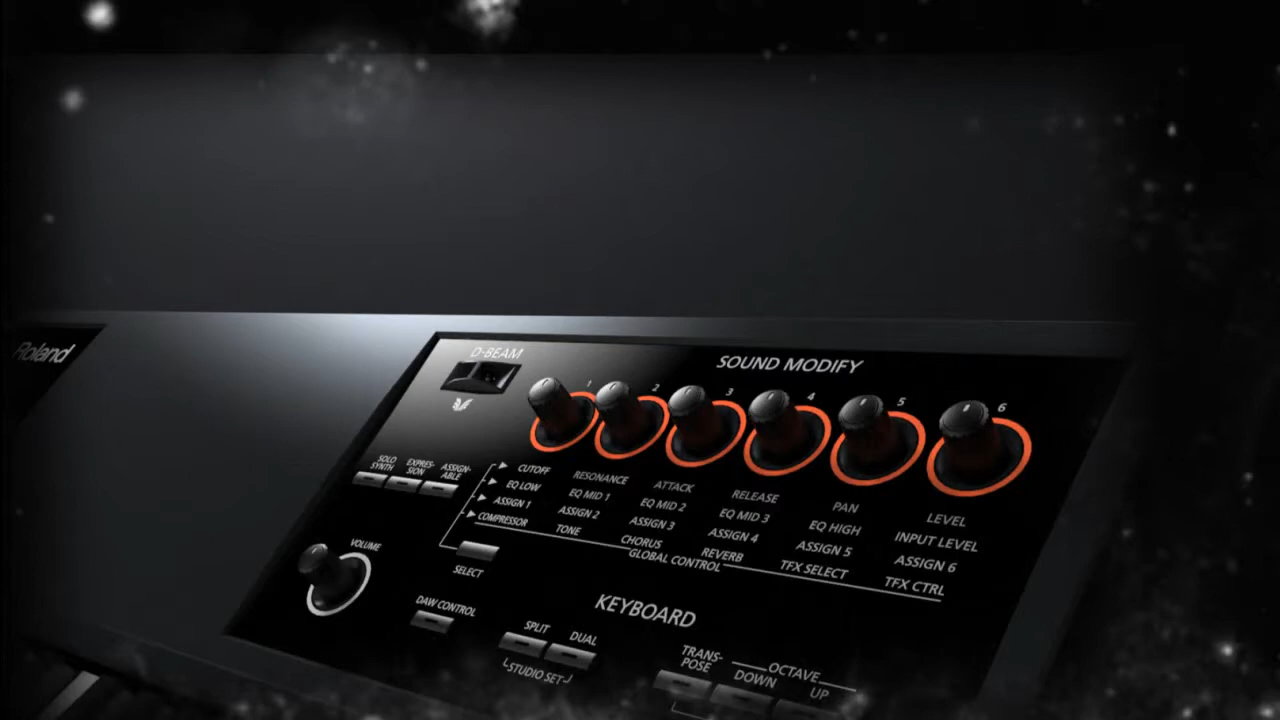 Roland
D-BEAM
SOUND MODIFY
1 2 3 4 5 6
SOLO SYNTH
EXPRES-SION
ASSIGN-ABLE
CUTOFF RESONANCE ATTACK RELEASE PAN LEVEL
EQ LOW EQ MID 1 EQ MID 2 EQ MID 3 EQ HIGH INPUT LEVEL
ASSIGN 1 ASSIGN 2 ASSIGN 3 ASSIGN 4 ASSIGN 5 ASSIGN 6
COMPRESSOR TONE CHORUS REVERB TFX SELECT TFX CTRL
GLOBAL CONTROL
VOLUME
SELECT
DAW CONTROL
KEYBOARD
SPLIT DUAL
STUDIO SET
TRANS-
POSE
OCTAVE
DOWN UP